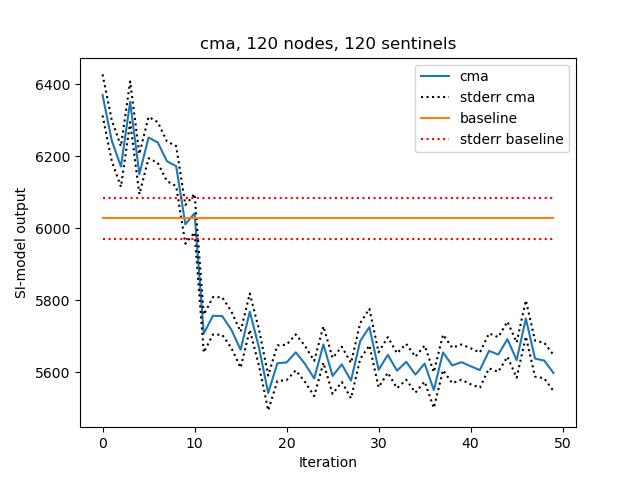 cma, 120 nodes, 120 sentinels
cma
stderr cma
baseline
stderr baseline
6400
6200
6000
5800
5600
SI-model output
0
10
20
30
40
50
Iteration